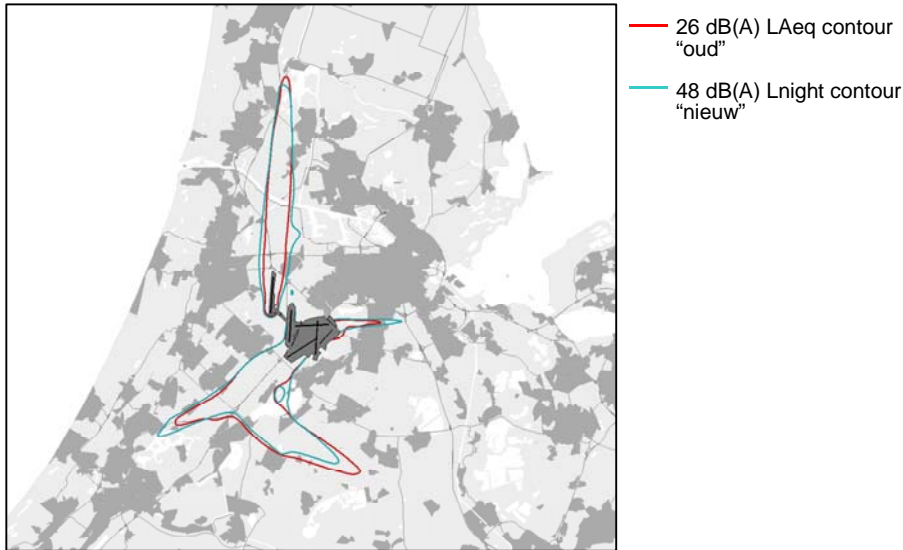 26 dB(A) LAeq contour
“oud”
48 dB(A) Lnight contour
“nieuw”